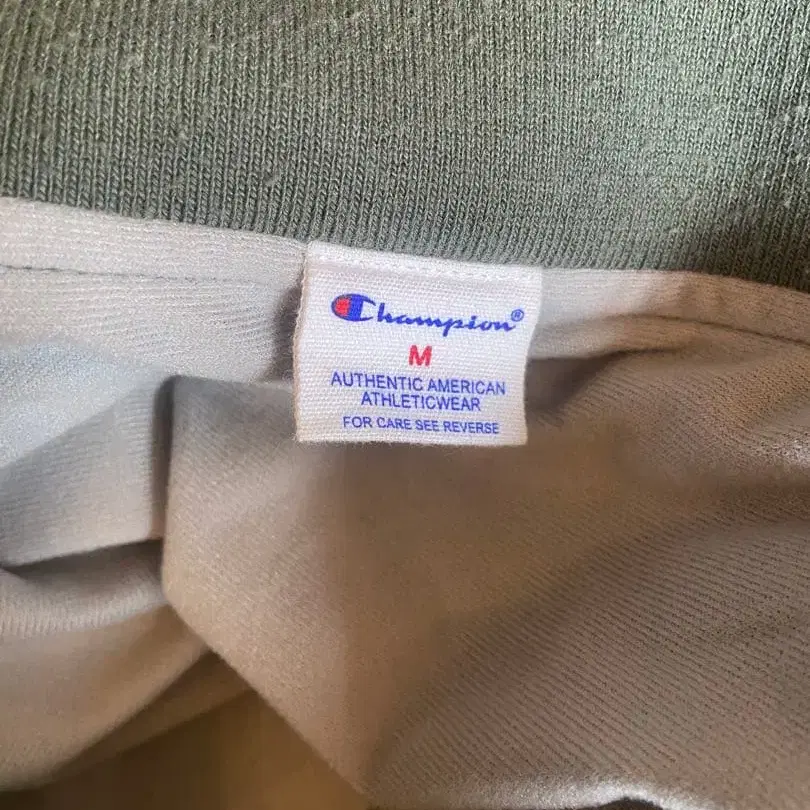 Champion®
M
AUTHENTIC AMERICAN
ATHLETICWEAR
FOR CARE SEE REVERSE